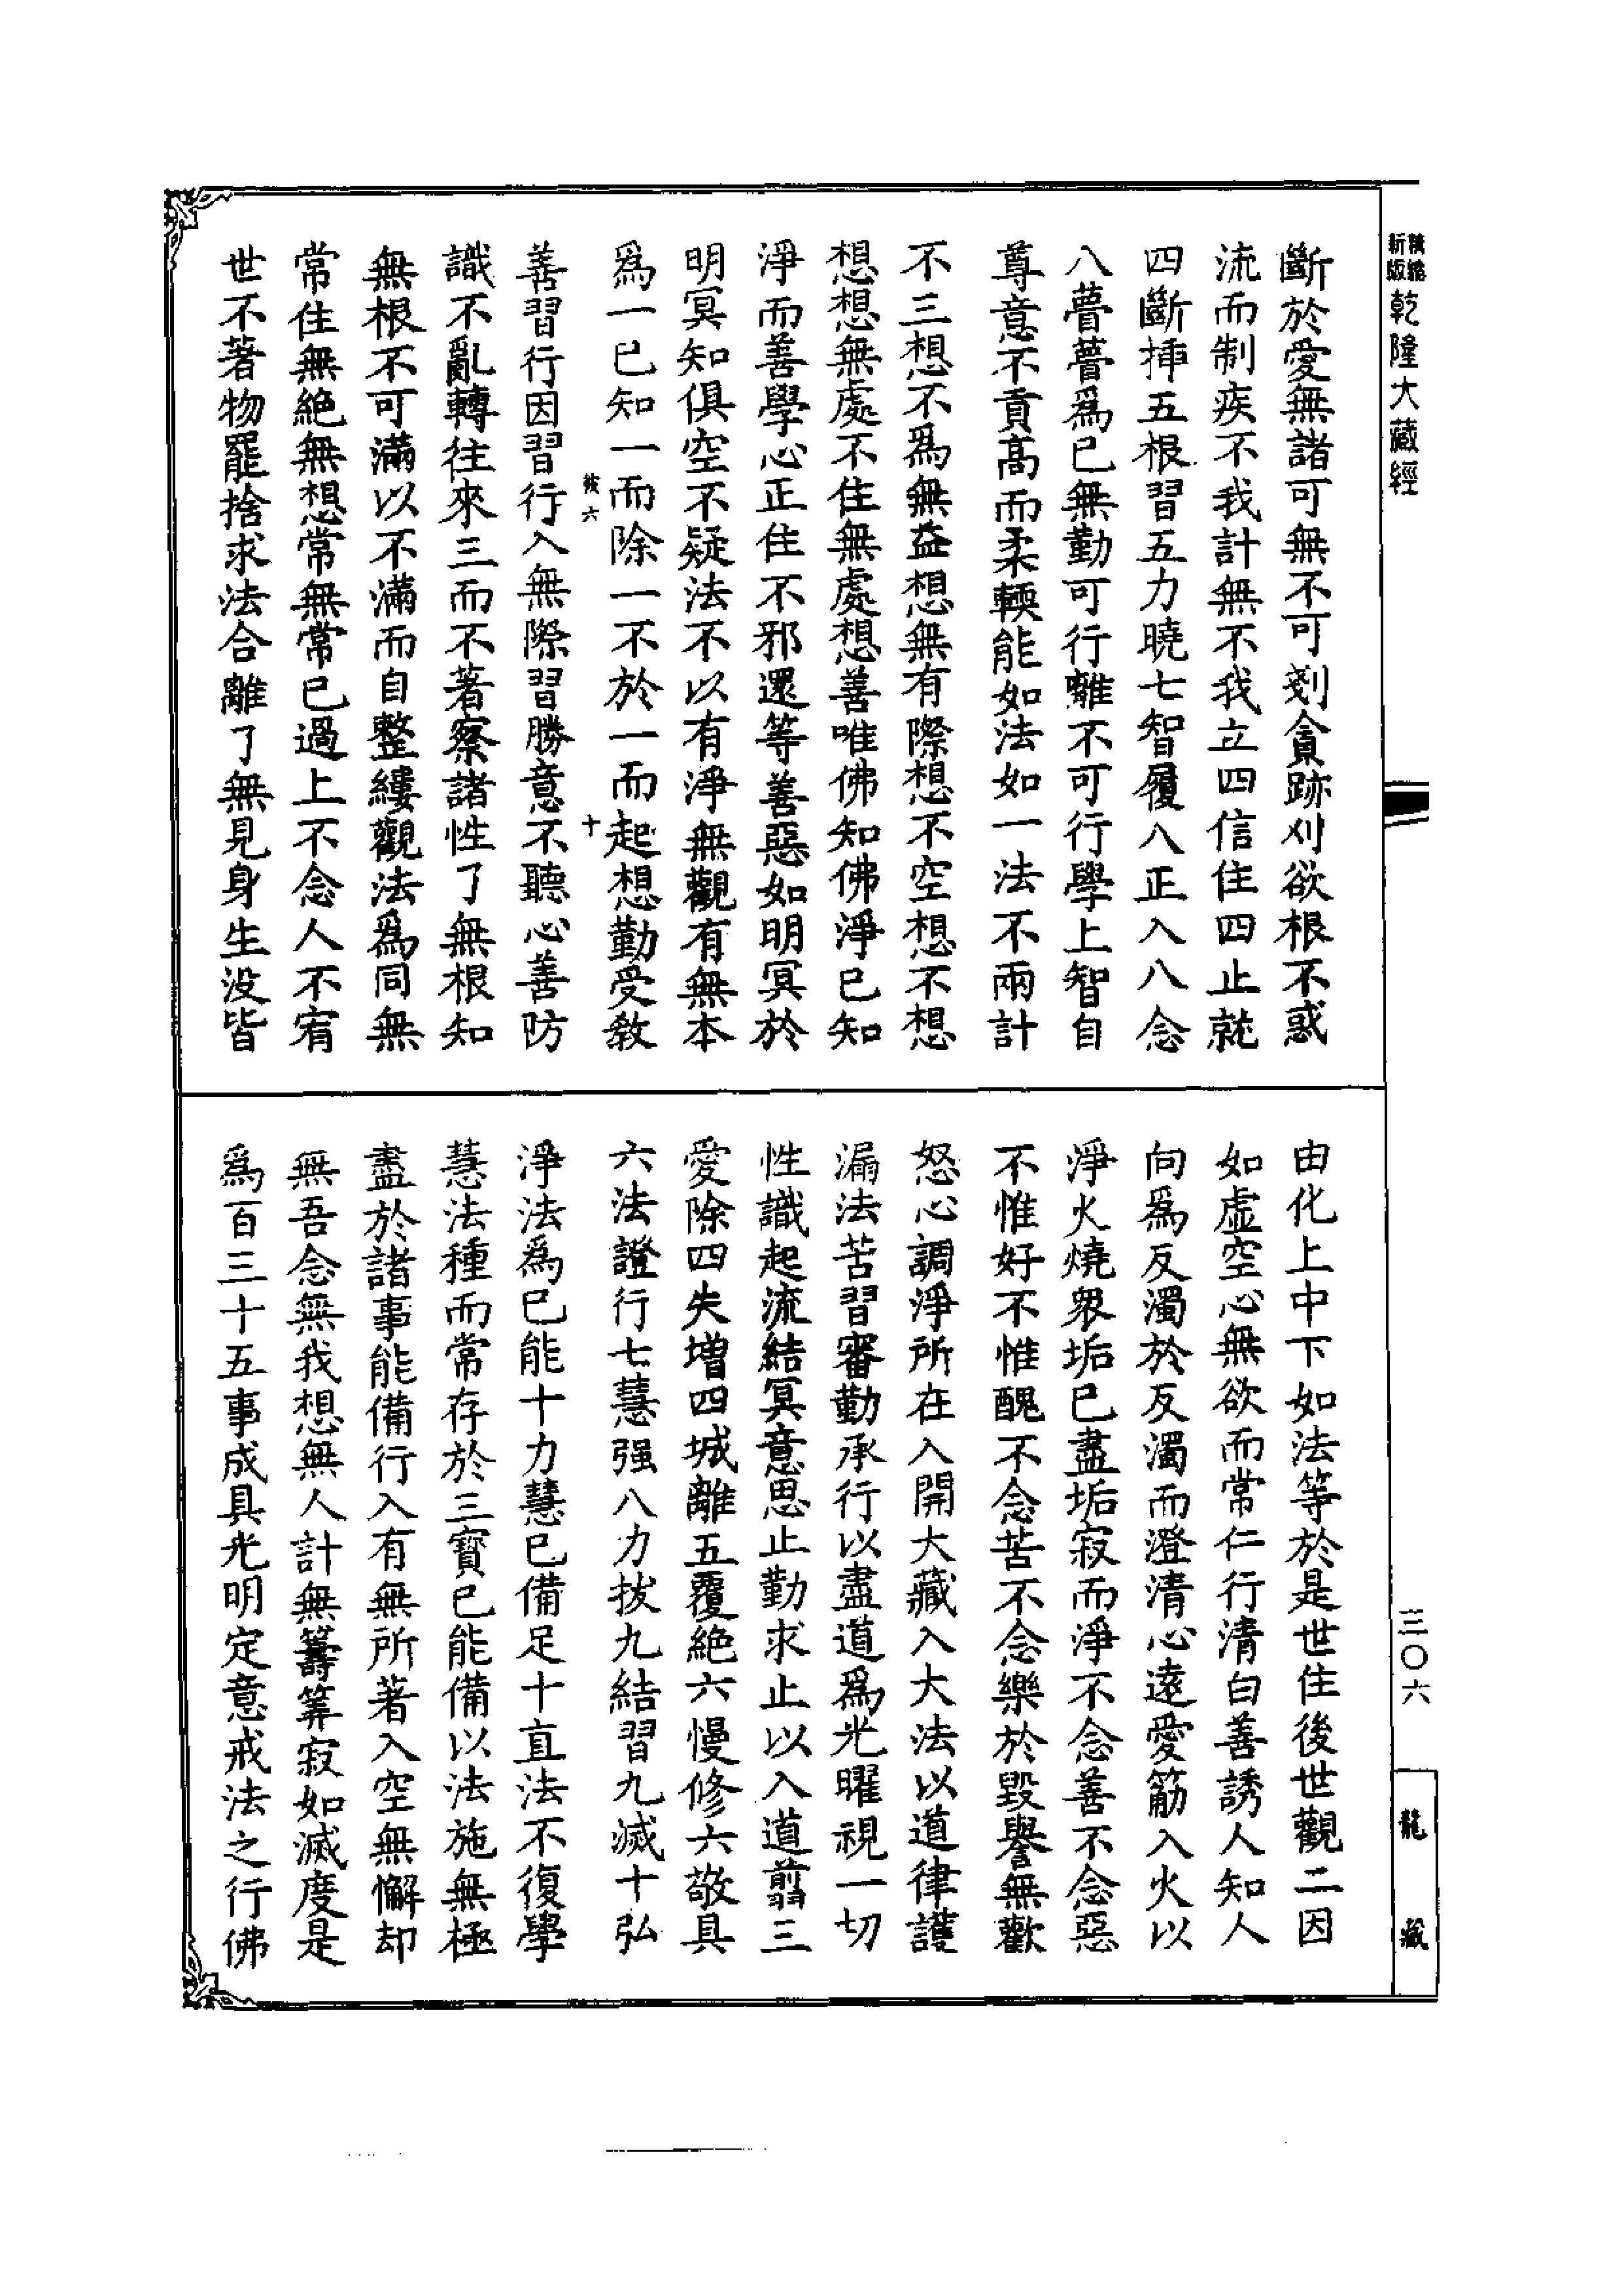 精縮新版乾隆大藏經
斷於愛無諸可無不可剗貪跡刈欲根不惑
流而制疾不我計無不我立四信住四止就
四斷揷五根習五力曉七智履八正入八念
八瞢瞢爲已無勤可行離不可行學上智自
尊意不貢高而柔輭能如法如一法不兩計
不三想不爲無益想無有際想不空想不想
想想無處不住無處想善唯佛知佛淨已知
淨而善學心正住不邪還等善惡如明冥於
明冥知俱空不疑法不以有淨無觀有無本
爲一已知一而除一不於一而起想勤受敎
六 十
善習行因習行入無際習勝意不聽心善防
識不亂轉往來三而不著察諸性了無根知
無根不可滿以不滿而自整縷觀法爲同無
常住無絕無想常無常已過上不念人不宥
世不著物罷捨求法合離了無見身生没皆
由化上中下如法等於是世住後世觀二因
如虛空心無欲而常仁行清白善誘人知人
向爲反濁於反濁而澄清心遠愛箾入火以
淨火燒衆垢已盡垢寂而淨不念善不念惡
不惟好不惟醜不念苦不念樂於毀譽無歡
怒心調淨所在入開大藏入大法以道律護
漏法苦習審勤承行以盡道爲光曜視一切
性識起流結冥意思止勤求止以入道翦三
愛除四失增四城離五覆絕六慢修六敬具
六法證行七慧强八力拔九結習九滅十弘
淨法爲已能十力慧已備足十直法不復學
慧法種而常存於三寶已能備以法施無極
盡於諸事能備行入有無所著入空無懈却
無吾念無我想無人計無籌筭寂如滅度是
爲百三十五事成具光明定意戒法之行佛
三〇六
龍藏